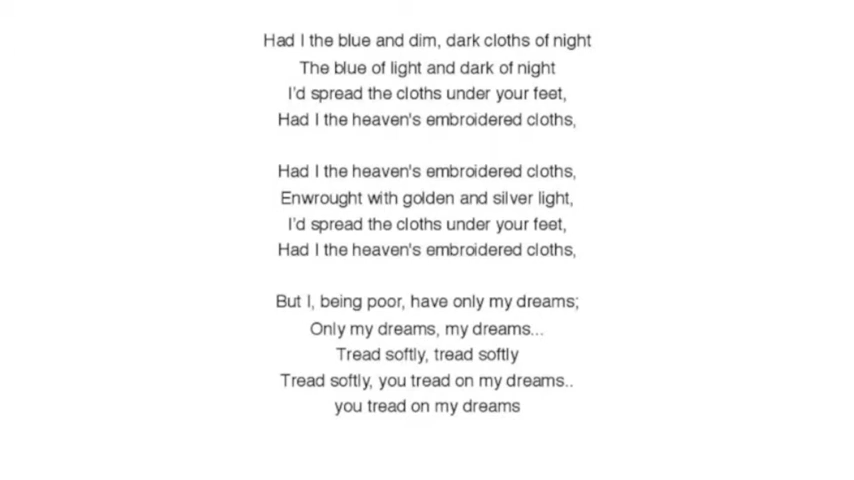 Had I the blue and dim, dark cloths of night
The blue of light and dark of night
I'd spread the cloths under your feet,
Had I the heaven's embroidered cloths,
Had I the heaven's embroidered cloths,
Enwrought with golden and silver light,
I'd spread the cloths under your feet,
Had I the heaven's embroidered cloths,
But I, being poor, have only my dreams;
Only my dreams, my dreams...
Tread softly, tread softly
Tread softly, you tread on my dreams..
you tread on my dreams